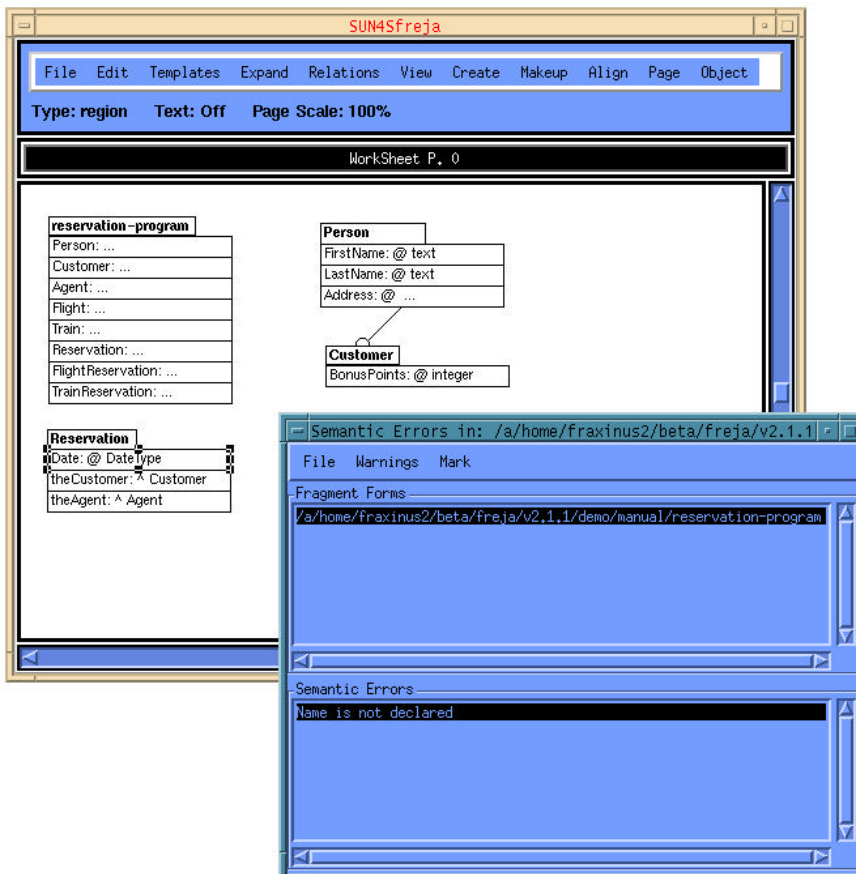 SUN4Sfreja
File Edit Templates Expand Relations View Create Makeup Align Page Object
Type: region Text: Off Page Scale: 100%
WorkSheet P. 0
reservation-program
Person: ...
Customer: ...
Agent: ...
Flight: ...
Train: ...
Reservation: ...
FlightReservation: ...
TrainReservation: ...
Person
FirstName: @ text
LastName: @ text
Address: @ ...
Customer
BonusPoints: @ integer
Reservation
Date: @ DateType
theCustomer: ^ Customer
theAgent: ^ Agent
Semantic Errors in: /a/home/fraxinus2/beta/freja/v2.1.1
File Warnings Mark
Fragment Forms
/a/home/fraxinus2/beta/freja/v2.1.1/demo/manual/reservation-program
Semantic Errors
Name is not declared